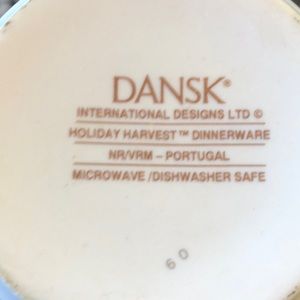 DANSK®
INTERNATIONAL DESIGNS LTD ©
HOLIDAY HARVEST™ DINNERWARE
NR/VRM – PORTUGAL
MICROWAVE /DISHWASHER SAFE
60